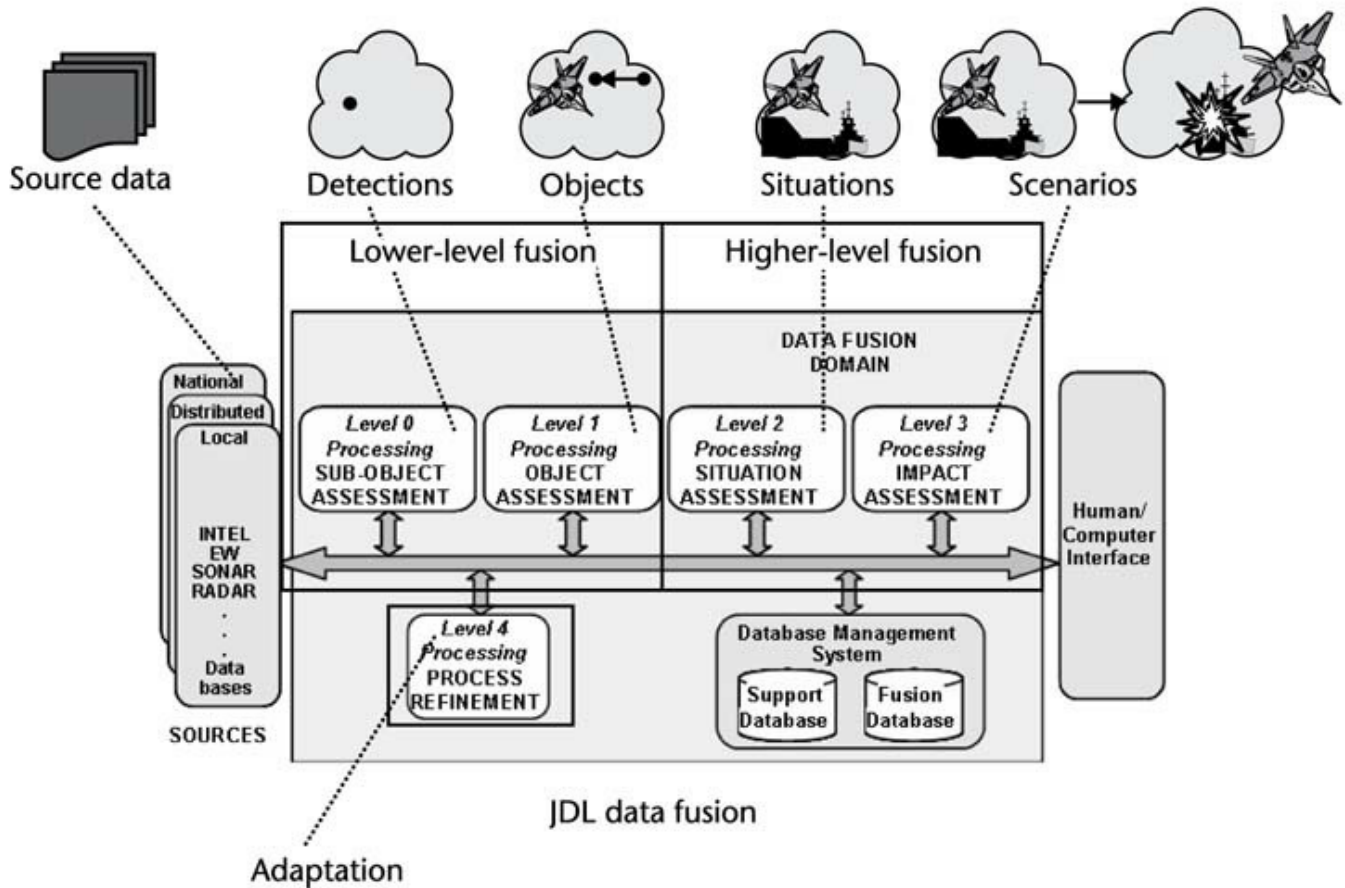 Source data
Detections
Objects
Situations
Scenarios
Lower-level fusion
Higher-level fusion
DATA FUSION
DOMAIN
National
Distributed
Local
INTEL
EW
SONAR
RADAR
.
.
.
Data
bases
SOURCES
Level 0
Processing
SUB-OBJECT
ASSESSMENT
Level 1
Processing
OBJECT
ASSESSMENT
Level 2
Processing
SITUATION
ASSESSMENT
Level 3
Processing
IMPACT
ASSESSMENT
Human/
Computer
Interface
Level 4
Processing
PROCESS
REFINEMENT
Database Management
System
Support
Database
Fusion
Database
JDL data fusion
Adaptation